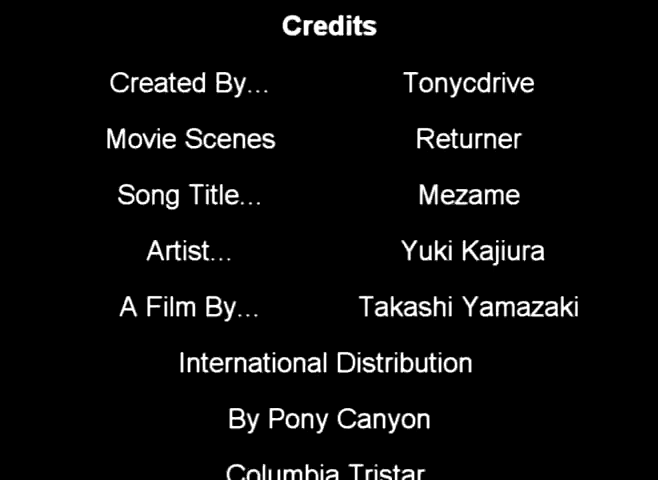 Credits
Created By... Tonycdrive
Movie Scenes Returner
Song Title... Mezame
Artist... Yuki Kajiura
A Film By... Takashi Yamazaki
International Distribution
By Pony Canyon
Columbia Tristar